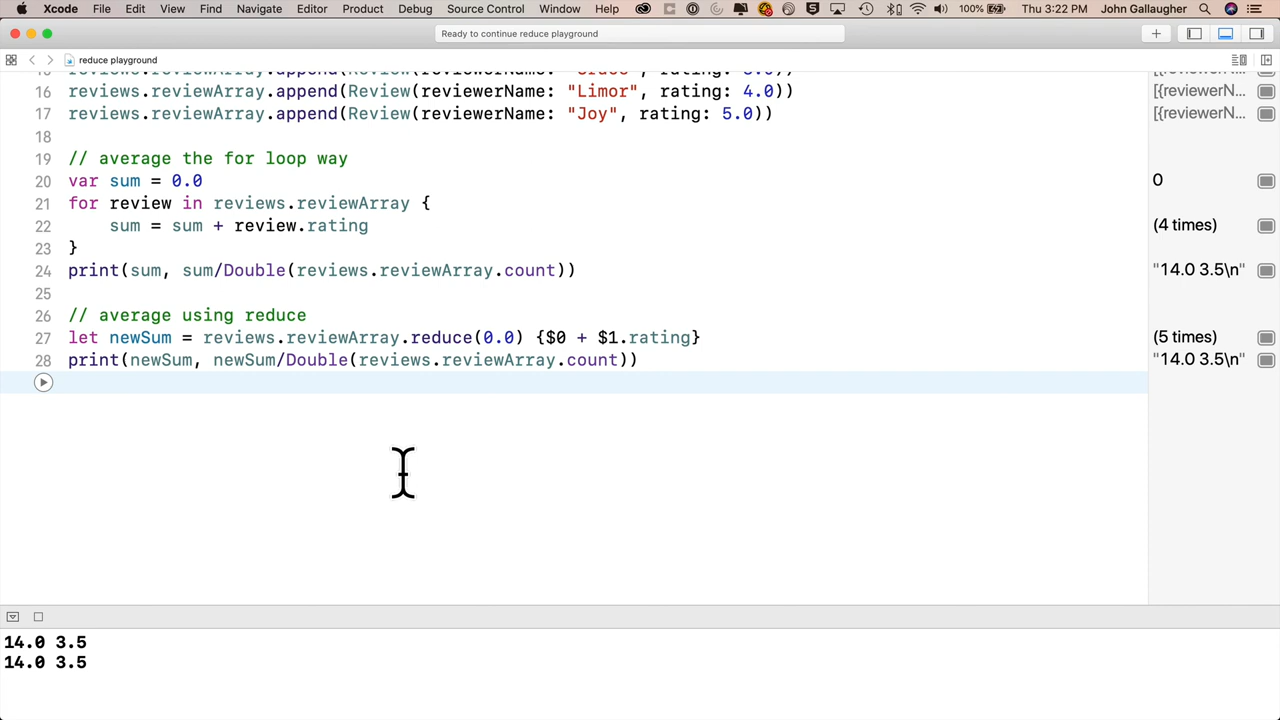 Xcode File Edit View Find Navigate Editor Product Debug Source Control Window Help 100% Thu 3:22 PM John Gallaugher
Ready to continue reduce playground
reduce playground
16 reviews.reviewArray.append(Review(reviewerName: "Limor", rating: 4.0)) [{reviewerN...
17 reviews.reviewArray.append(Review(reviewerName: "Joy", rating: 5.0)) [{reviewerN...
18
19 // average the for loop way
20 var sum = 0.0 0
21 for review in reviews.reviewArray {
22 sum = sum + review.rating (4 times)
23 }
24 print(sum, sum/Double(reviews.reviewArray.count)) "14.0 3.5\n"
25
26 // average using reduce
27 let newSum = reviews.reviewArray.reduce(0.0) {$0 + $1.rating} (5 times)
28 print(newSum, newSum/Double(reviews.reviewArray.count)) "14.0 3.5\n"
14.0 3.5
14.0 3.5